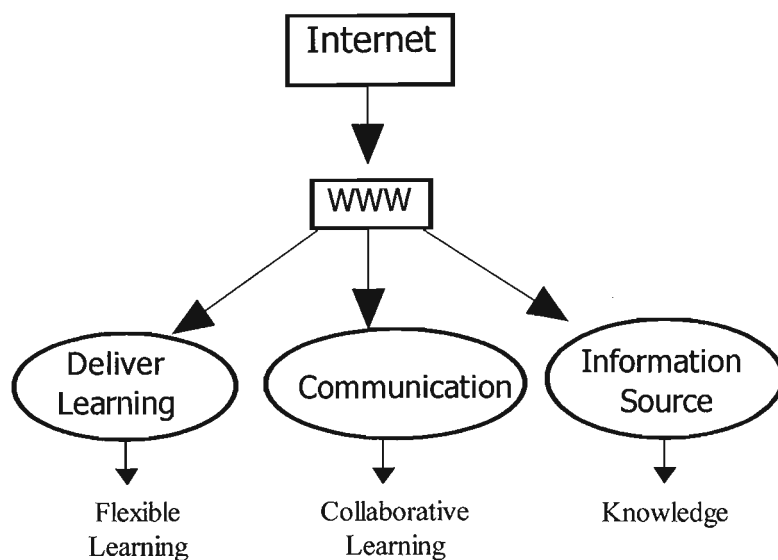 Internet
WWW
Deliver
Learning
Communication
Information
Source
Flexible
Learning
Collaborative
Learning
Knowledge